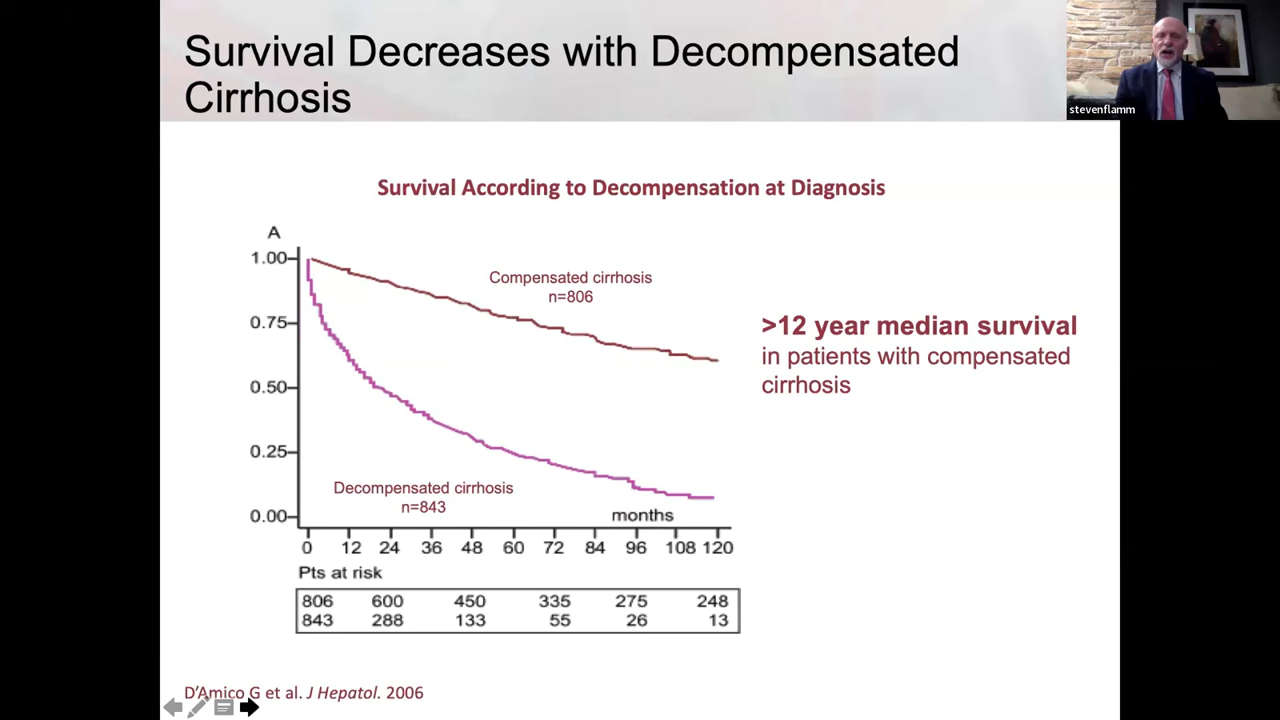 Survival Decreases with Decompensated
Cirrhosis
stevenflamm
Survival According to Decompensation at Diagnosis
A
1.00
0.75
0.50
0.25
0.00
Compensated cirrhosis
n=806
Decompensated cirrhosis
n=843
months
0 12 24 36 48 60 72 84 96 108 120
Pts at risk
806 600 450 335 275 248
843 288 133 55 26 13
>12 year median survival
in patients with compensated
cirrhosis
D'Amico G et al. J Hepatol. 2006